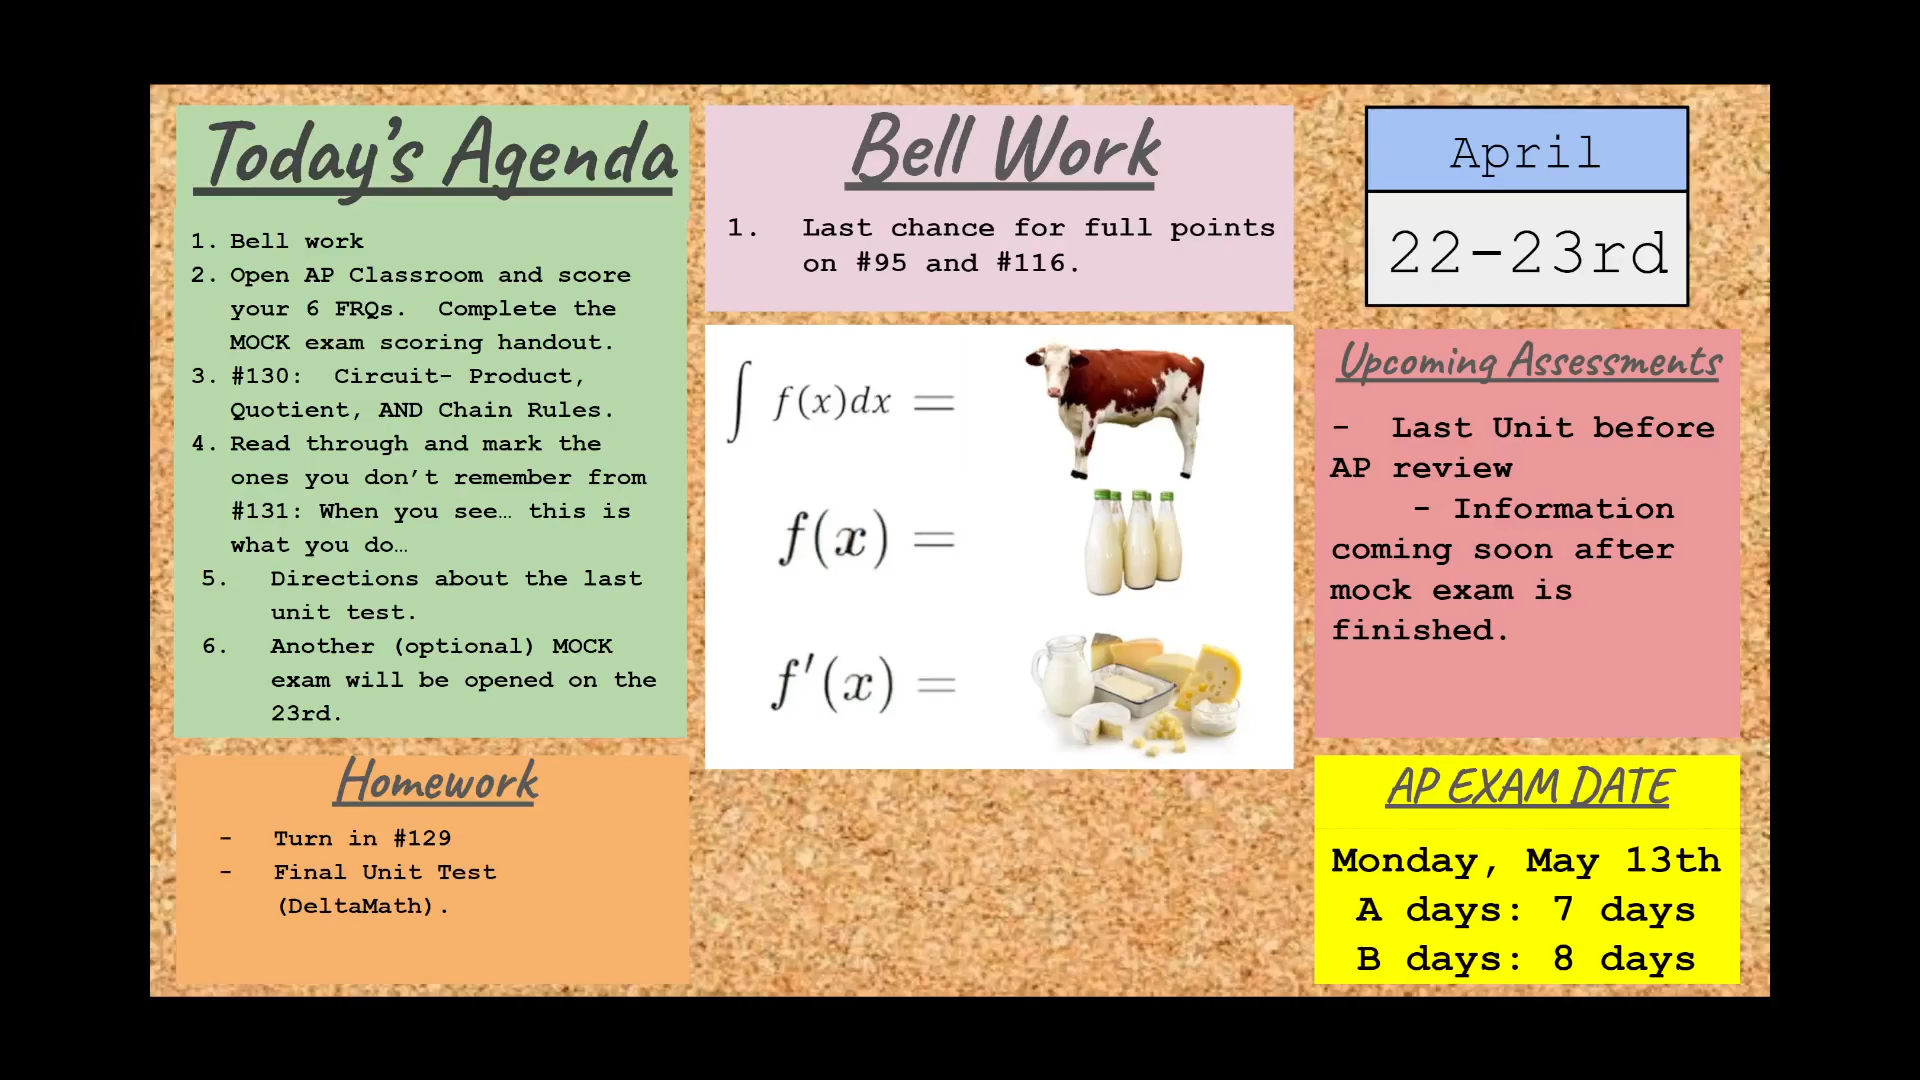 Today's Agenda
1. Bell work
2. Open AP Classroom and score
your 6 FRQs.  Complete the
MOCK exam scoring handout.
3. #130:  Circuit- Product,
Quotient, AND Chain Rules.
4. Read through and mark the
ones you don't remember from
#131: When you see… this is
what you do…
5. Directions about the last
unit test.
6. Another (optional) MOCK
exam will be opened on the
23rd.
Homework
- Turn in #129
- Final Unit Test
(DeltaMath).
Bell Work
1. Last chance for full points
on #95 and #116.
∫ f(x)dx =
f(x) =
f′(x) =
April
22-23rd
Upcoming Assessments
- Last Unit before
AP review
- Information
coming soon after
mock exam is
finished.
AP EXAM DATE
Monday, May 13th
A days: 7 days
B days: 8 days